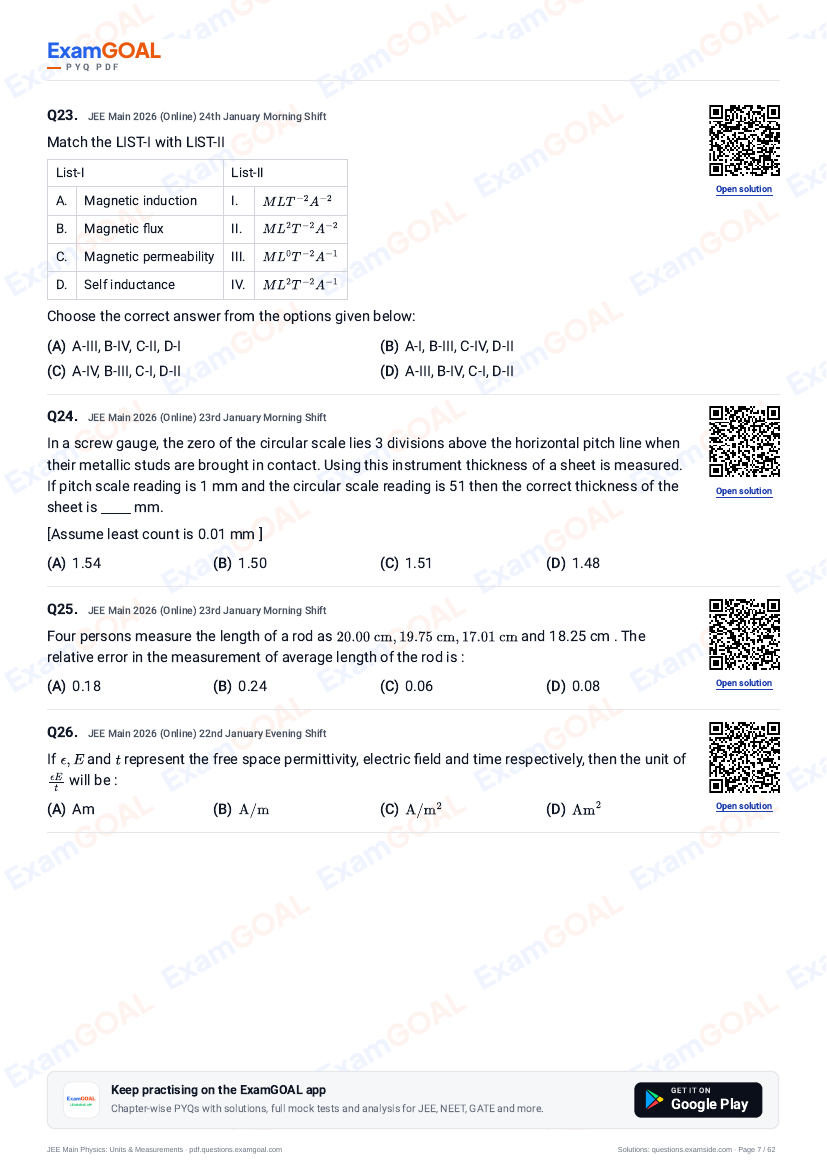 ExamGOAL
PYQ PDF
Q23. JEE Main 2026 (Online) 24th January Morning Shift
Match the LIST-I with LIST-II
List-I List-II
A. Magnetic induction I. MLT⁻²A⁻²
B. Magnetic flux II. ML²T⁻²A⁻²
C. Magnetic permeability III. ML⁰T⁻²A⁻¹
D. Self inductance IV. ML²T⁻²A⁻¹
Choose the correct answer from the options given below:
(A) A-III, B-IV, C-II, D-I (B) A-I, B-III, C-IV, D-II
(C) A-IV, B-III, C-I, D-II (D) A-III, B-IV, C-I, D-II
Open solution
Q24. JEE Main 2026 (Online) 23rd January Morning Shift
In a screw gauge, the zero of the circular scale lies 3 divisions above the horizontal pitch line when
their metallic studs are brought in contact. Using this instrument thickness of a sheet is measured.
If pitch scale reading is 1 mm and the circular scale reading is 51 then the correct thickness of the
sheet is ____ mm.
[Assume least count is 0.01 mm ]
(A) 1.54 (B) 1.50 (C) 1.51 (D) 1.48
Open solution
Q25. JEE Main 2026 (Online) 23rd January Morning Shift
Four persons measure the length of a rod as 20.00 cm, 19.75 cm, 17.01 cm and 18.25 cm . The
relative error in the measurement of average length of the rod is :
(A) 0.18 (B) 0.24 (C) 0.06 (D) 0.08
Open solution
Q26. JEE Main 2026 (Online) 22nd January Evening Shift
If ϵ, E and t represent the free space permittivity, electric field and time respectively, then the unit of
ϵE/t will be :
(A) Am (B) A/m (C) A/m² (D) Am²
Open solution
Keep practising on the ExamGOAL app
Chapter-wise PYQs with solutions, full mock tests and analysis for JEE, NEET, GATE and more.
GET IT ON
Google Play
JEE Main Physics: Units & Measurements · pdf.questions.examgoal.com Solutions: questions.examside.com · Page 7 / 62